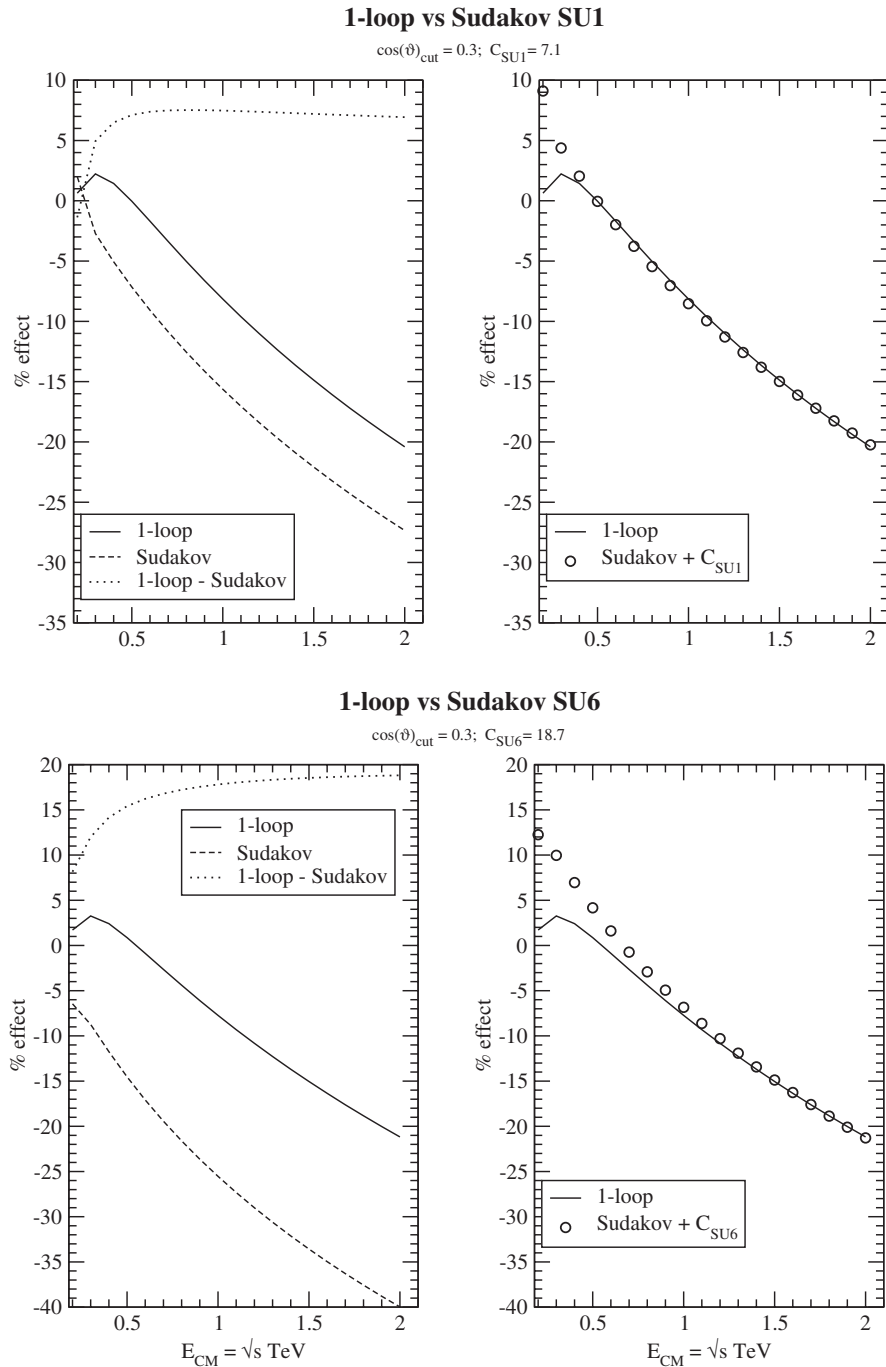 1-loop vs Sudakov SU1
cos(ϑ)cut = 0.3; CSU1= 7.1
10
5
0
-5
-10
-15
-20
-25
-30
-35
% effect
1-loop
Sudakov
1-loop - Sudakov
0.5 1 1.5 2
10
5
0
-5
-10
-15
-20
-25
-30
-35
% effect
1-loop
Sudakov + CSU1
0.5 1 1.5 2
1-loop vs Sudakov SU6
cos(ϑ)cut = 0.3; CSU6= 18.7
20
15
10
5
0
-5
-10
-15
-20
-25
-30
-35
-40
% effect
1-loop
Sudakov
1-loop - Sudakov
0.5 1 1.5 2
ECM = √s TeV
20
15
10
5
0
-5
-10
-15
-20
-25
-30
-35
-40
% effect
1-loop
Sudakov + CSU6
0.5 1 1.5 2
ECM = √s TeV